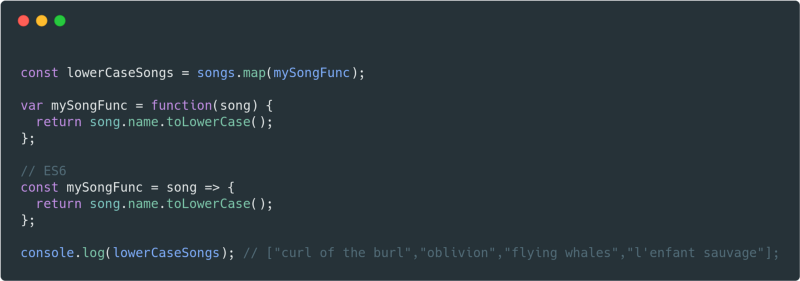 const lowerCaseSongs = songs.map(mySongFunc);
var mySongFunc = function(song) {
return song.name.toLowerCase();
};
// ES6
const mySongFunc = song => {
return song.name.toLowerCase();
};
console.log(lowerCaseSongs); // ["curl of the burl","oblivion","flying whales","l'enfant sauvage"];